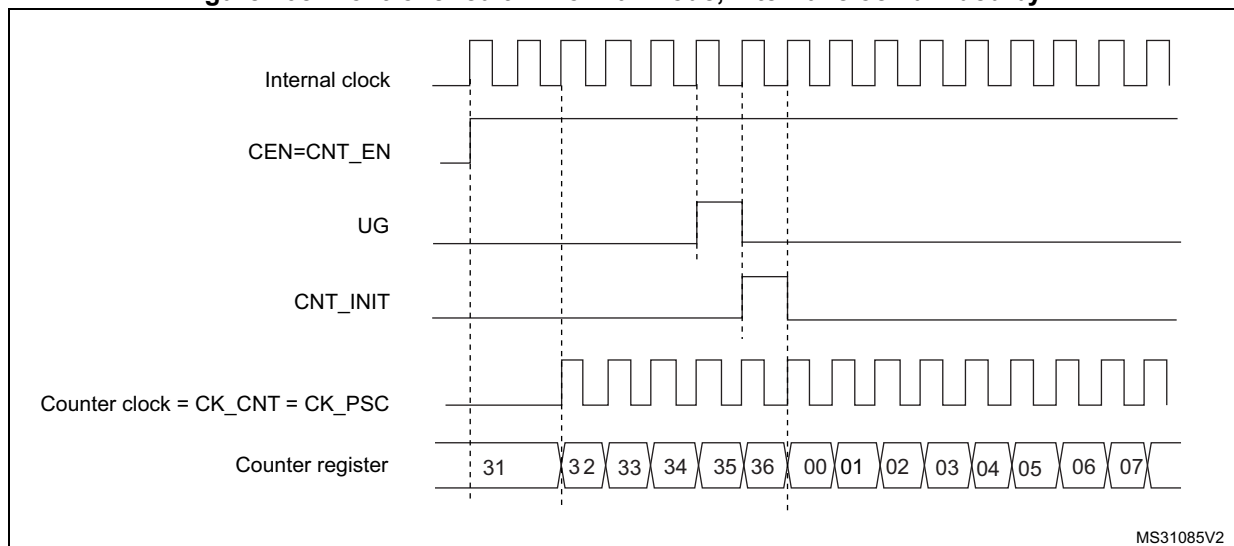 Internal clock
CEN=CNT_EN
UG
CNT_INIT
Counter clock = CK_CNT = CK_PSC
Counter register 31 32 33 34 35 36 00 01 02 03 04 05 06 07
MS31085V2